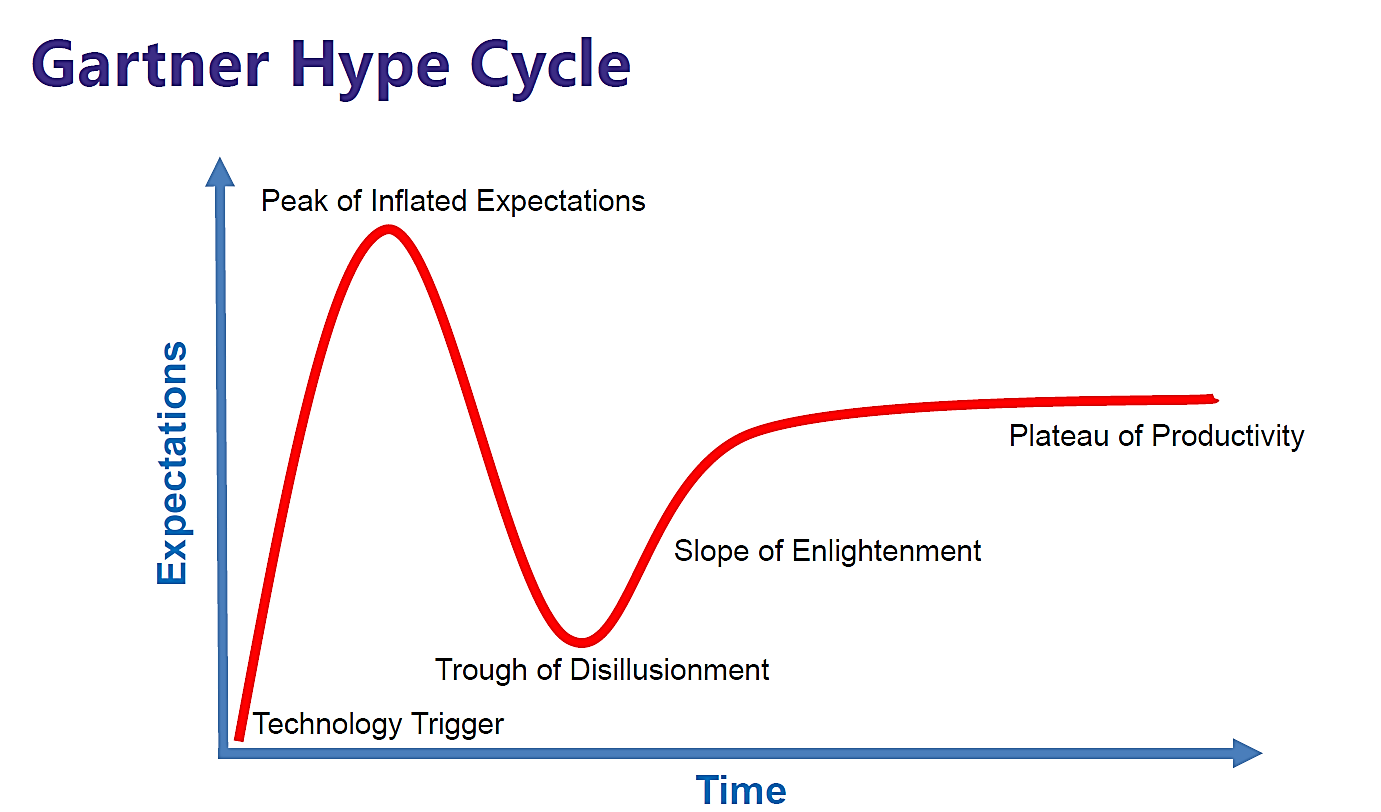 Gartner Hype Cycle
Peak of Inflated Expectations
Expectations
Plateau of Productivity
Slope of Enlightenment
Trough of Disillusionment
Technology Trigger
Time